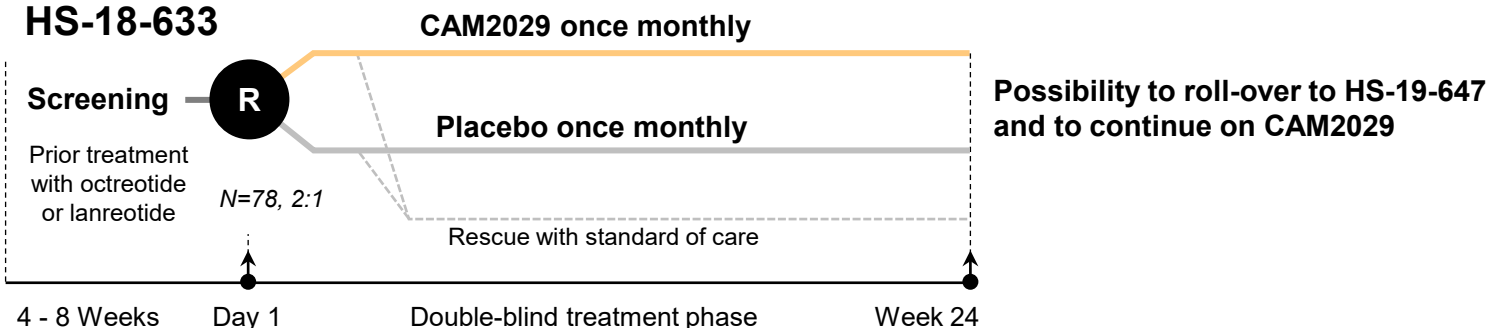 HS-18-633
CAM2029 once monthly
Screening
R
Possibility to roll-over to HS-19-647
and to continue on CAM2029
Placebo once monthly
Prior treatment
with octreotide
or lanreotide
N=78, 2:1
Rescue with standard of care
4 - 8 Weeks
Day 1
Double-blind treatment phase
Week 24